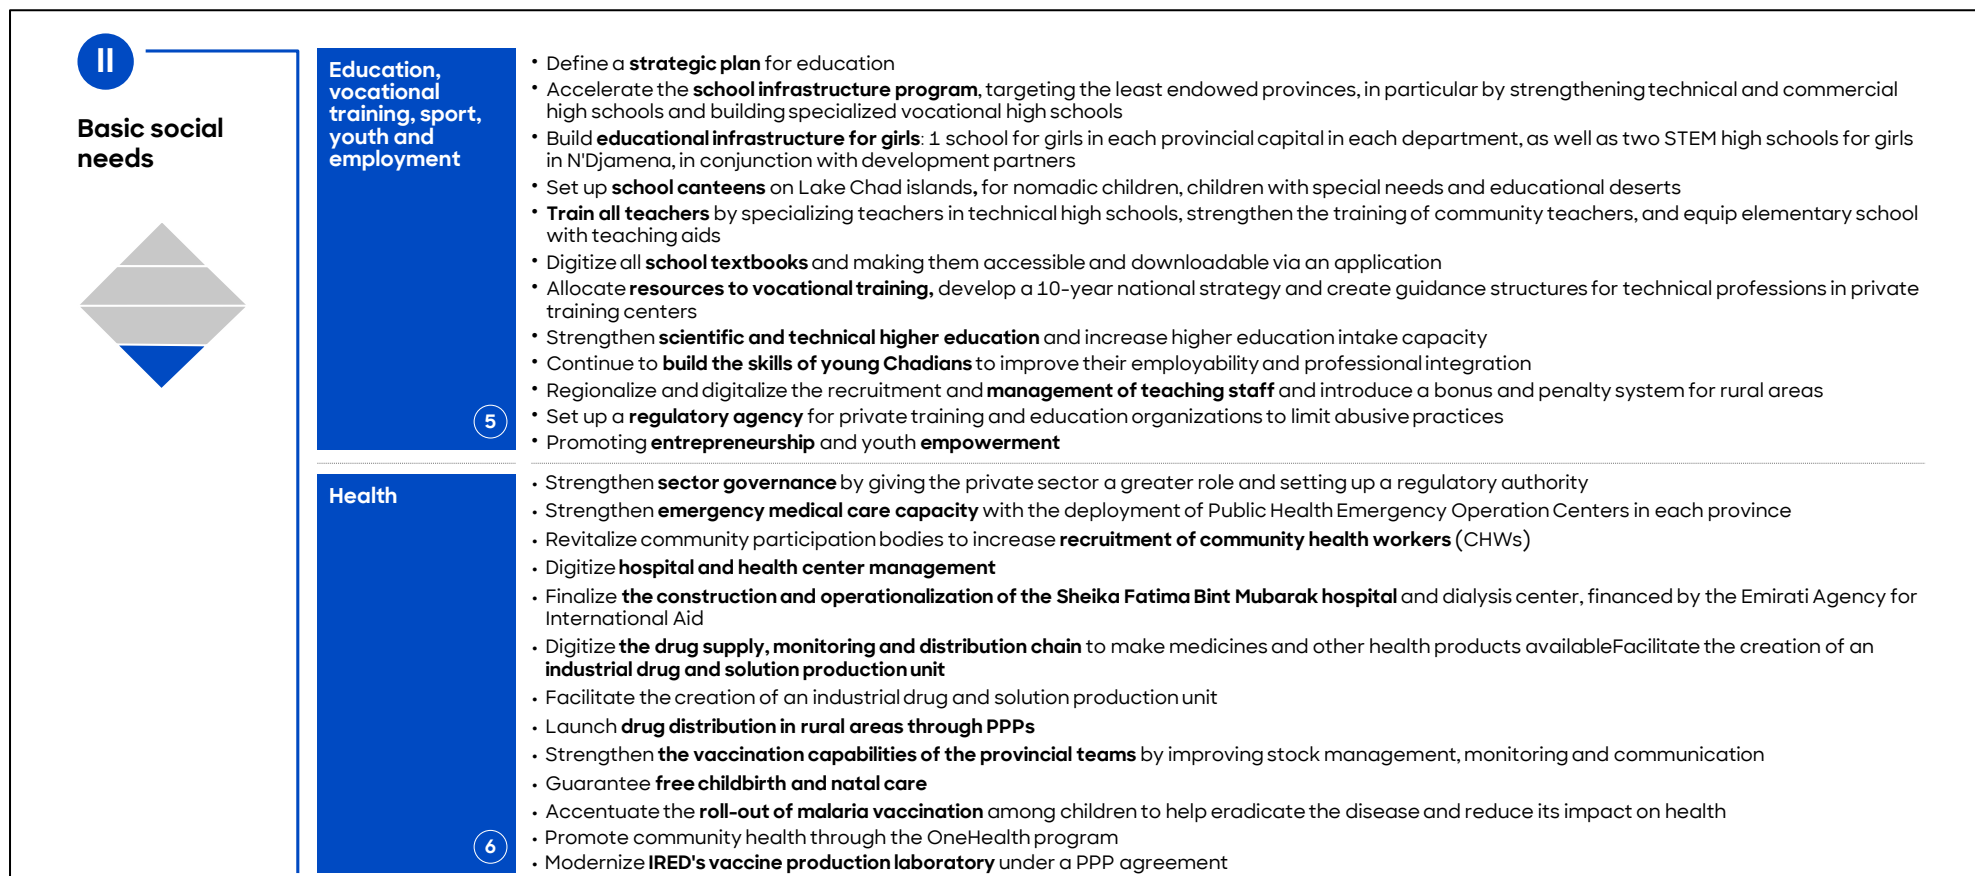 II
Basic social
needs
Education,
vocational
training, sport,
youth and
employment
5
• Define a strategic plan for education
• Accelerate the school infrastructure program, targeting the least endowed provinces, in particular by strengthening technical and commercial
high schools and building specialized vocational high schools
• Build educational infrastructure for girls: 1 school for girls in each provincial capital in each department, as well as two STEM high schools for girls
in N'Djamena, in conjunction with development partners
• Set up school canteens on Lake Chad islands, for nomadic children, children with special needs and educational deserts
• Train all teachers by specializing teachers in technical high schools, strengthen the training of community teachers, and equip elementary school
with teaching aids
• Digitize all school textbooks and making them accessible and downloadable via an application
• Allocate resources to vocational training, develop a 10-year national strategy and create guidance structures for technical professions in private
training centers
• Strengthen scientific and technical higher education and increase higher education intake capacity
• Continue to build the skills of young Chadians to improve their employability and professional integration
• Regionalize and digitalize the recruitment and management of teaching staff and introduce a bonus and penalty system for rural areas
• Set up a regulatory agency for private training and education organizations to limit abusive practices
• Promoting entrepreneurship and youth empowerment
Health
6
• Strengthen sector governance by giving the private sector a greater role and setting up a regulatory authority
• Strengthen emergency medical care capacity with the deployment of Public Health Emergency Operation Centers in each province
• Revitalize community participation bodies to increase recruitment of community health workers (CHWs)
• Digitize hospital and health center management
• Finalize the construction and operationalization of the Sheika Fatima Bint Mubarak hospital and dialysis center, financed by the Emirati Agency for
International Aid
• Digitize the drug supply, monitoring and distribution chain to make medicines and other health products availableFacilitate the creation of an
industrial drug and solution production unit
• Facilitate the creation of an industrial drug and solution production unit
• Launch drug distribution in rural areas through PPPs
• Strengthen the vaccination capabilities of the provincial teams by improving stock management, monitoring and communication
• Guarantee free childbirth and natal care
• Accentuate the roll-out of malaria vaccination among children to help eradicate the disease and reduce its impact on health
• Promote community health through the OneHealth program
• Modernize IRED's vaccine production laboratory under a PPP agreement